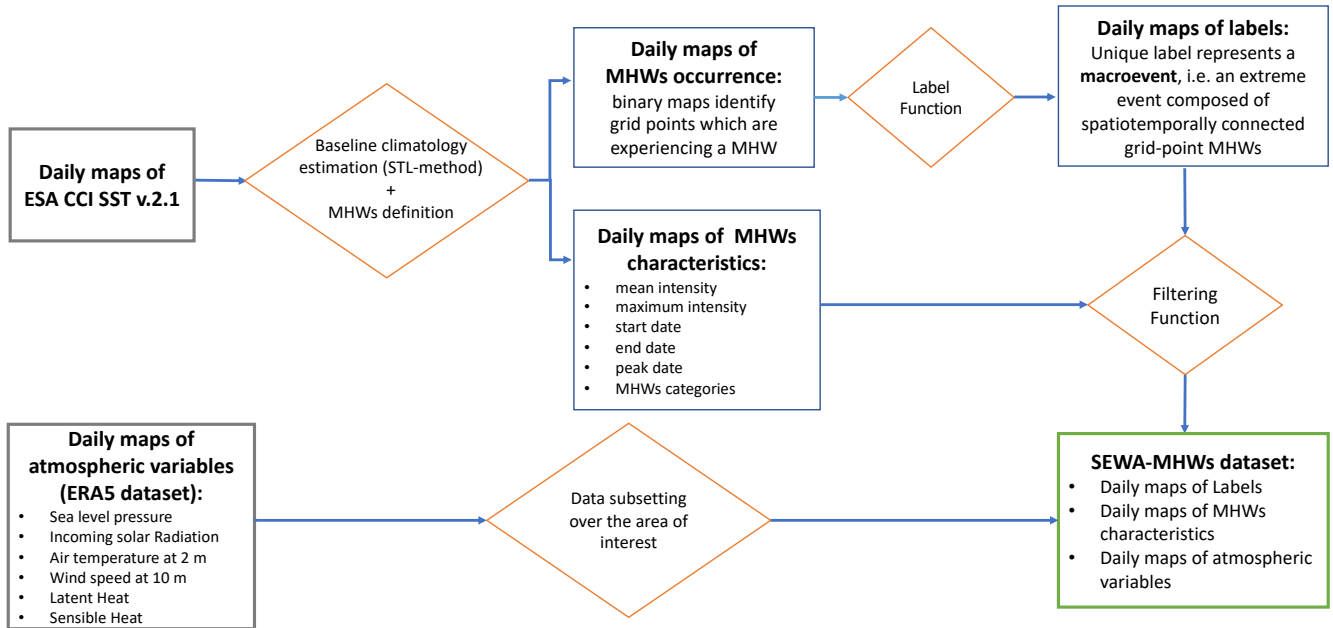 Daily maps of
ESA CCI SST v.2.1
Baseline climatology
estimation (STL-method)
+
MHWs definition
Daily maps of
MHWs occurrence:
binary maps identify
grid points which are
experiencing a MHW
Label
Function
Daily maps of labels:
Unique label represents a
macroevent, i.e. an extreme
event composed of
spatiotemporally connected
grid-point MHWs
Daily maps of MHWs
characteristics:
• mean intensity
• maximum intensity
• start date
• end date
• peak date
• MHWs categories
Filtering
Function
Daily maps of
atmospheric variables
(ERA5 dataset):
• Sea level pressure
• Incoming solar Radiation
• Air temperature at 2 m
• Wind speed at 10 m
• Latent Heat
• Sensible Heat
Data subsetting
over the area of
interest
SEWA-MHWs dataset:
• Daily maps of Labels
• Daily maps of MHWs
characteristics
• Daily maps of atmospheric
variables